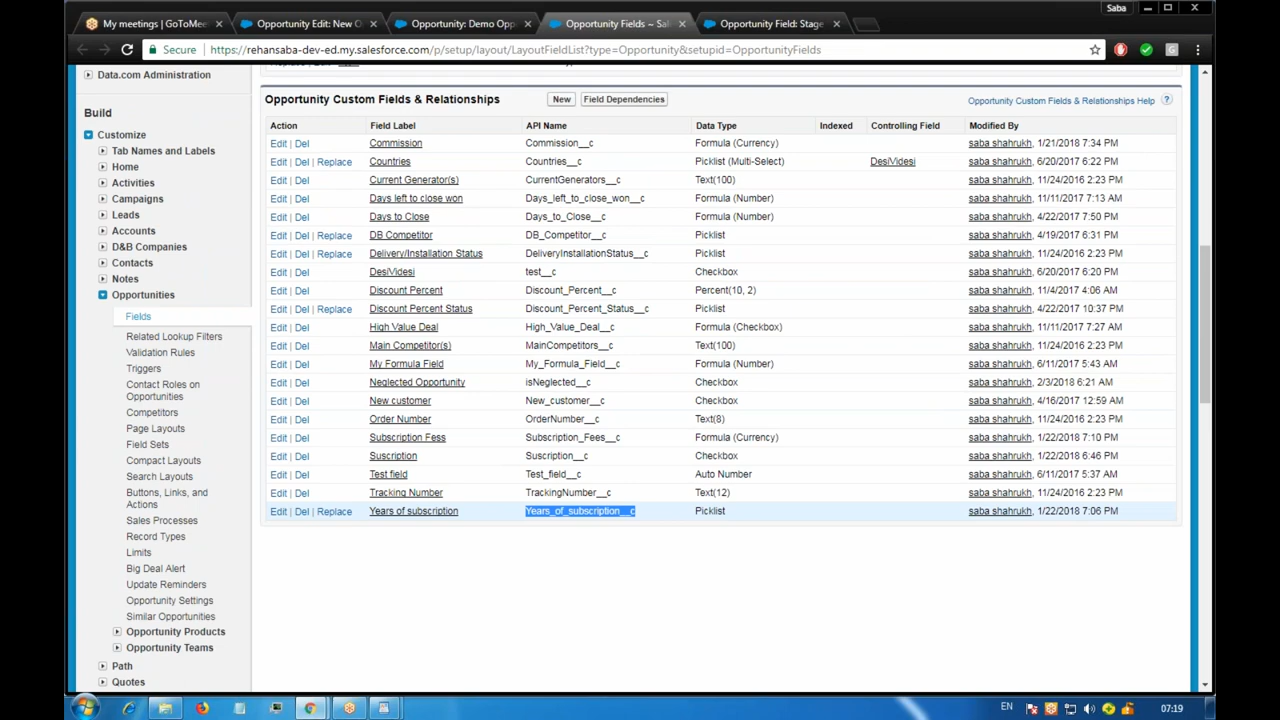 Saba
My meetings | GoToMee
Opportunity Edit: New O
Opportunity: Demo Opp
Opportunity Fields ~ Sal
Opportunity Field: Stage
Secure https://rehansaba-dev-ed.my.salesforce.com/p/setup/layout/LayoutFieldList?type=Opportunity&setupid=OpportunityFields
Data.com Administration
Build
Customize
Tab Names and Labels
Home
Activities
Campaigns
Leads
Accounts
D&B Companies
Contacts
Notes
Opportunities
Fields
Related Lookup Filters
Validation Rules
Triggers
Contact Roles on
Opportunities
Competitors
Page Layouts
Field Sets
Compact Layouts
Search Layouts
Buttons, Links, and
Actions
Sales Processes
Record Types
Limits
Big Deal Alert
Update Reminders
Opportunity Settings
Similar Opportunities
Opportunity Products
Opportunity Teams
Path
Quotes
Opportunity Custom Fields & Relationships New Field Dependencies Opportunity Custom Fields & Relationships Help ?
Action Field Label API Name Data Type Indexed Controlling Field Modified By
Edit | Del Commission Commission__c Formula (Currency) saba shahrukh, 1/21/2018 7:34 PM
Edit | Del | Replace Countries Countries__c Picklist (Multi-Select) DesiVidesi saba shahrukh, 6/20/2017 6:22 PM
Edit | Del Current Generator(s) CurrentGenerators__c Text(100) saba shahrukh, 11/24/2016 2:23 PM
Edit | Del Days left to close won Days_left_to_close_won__c Formula (Number) saba shahrukh, 11/11/2017 7:13 AM
Edit | Del Days to Close Days_to_Close__c Formula (Number) saba shahrukh, 4/22/2017 7:50 PM
Edit | Del | Replace DB Competitor DB_Competitor__c Picklist saba shahrukh, 4/19/2017 6:31 PM
Edit | Del | Replace Delivery/Installation Status DeliveryInstallationStatus__c Picklist saba shahrukh, 11/24/2016 2:23 PM
Edit | Del DesiVidesi test__c Checkbox saba shahrukh, 6/20/2017 6:20 PM
Edit | Del Discount Percent Discount_Percent__c Percent(10, 2) saba shahrukh, 11/4/2017 4:06 AM
Edit | Del | Replace Discount Percent Status Discount_Percent_Status__c Picklist saba shahrukh, 4/22/2017 10:37 PM
Edit | Del High Value Deal High_Value_Deal__c Formula (Checkbox) saba shahrukh, 11/11/2017 7:27 AM
Edit | Del Main Competitor(s) MainCompetitors__c Text(100) saba shahrukh, 11/24/2016 2:23 PM
Edit | Del My Formula Field My_Formula_Field__c Formula (Number) saba shahrukh, 6/11/2017 5:43 AM
Edit | Del Neglected Opportunity isNeglected__c Checkbox saba shahrukh, 2/3/2018 6:21 AM
Edit | Del New customer New_customer__c Checkbox saba shahrukh, 4/16/2017 12:59 AM
Edit | Del Order Number OrderNumber__c Text(8) saba shahrukh, 11/24/2016 2:23 PM
Edit | Del Subscription Fess Subscription_Fees__c Formula (Currency) saba shahrukh, 1/22/2018 7:10 PM
Edit | Del Suscription Suscription__c Checkbox saba shahrukh, 1/22/2018 6:46 PM
Edit | Del Test field Test_field__c Auto Number saba shahrukh, 6/11/2017 5:37 AM
Edit | Del Tracking Number TrackingNumber__c Text(12) saba shahrukh, 11/24/2016 2:23 PM
Edit | Del | Replace Years of subscription Years_of_subscription__c Picklist saba shahrukh, 1/22/2018 7:06 PM
EN 07:19